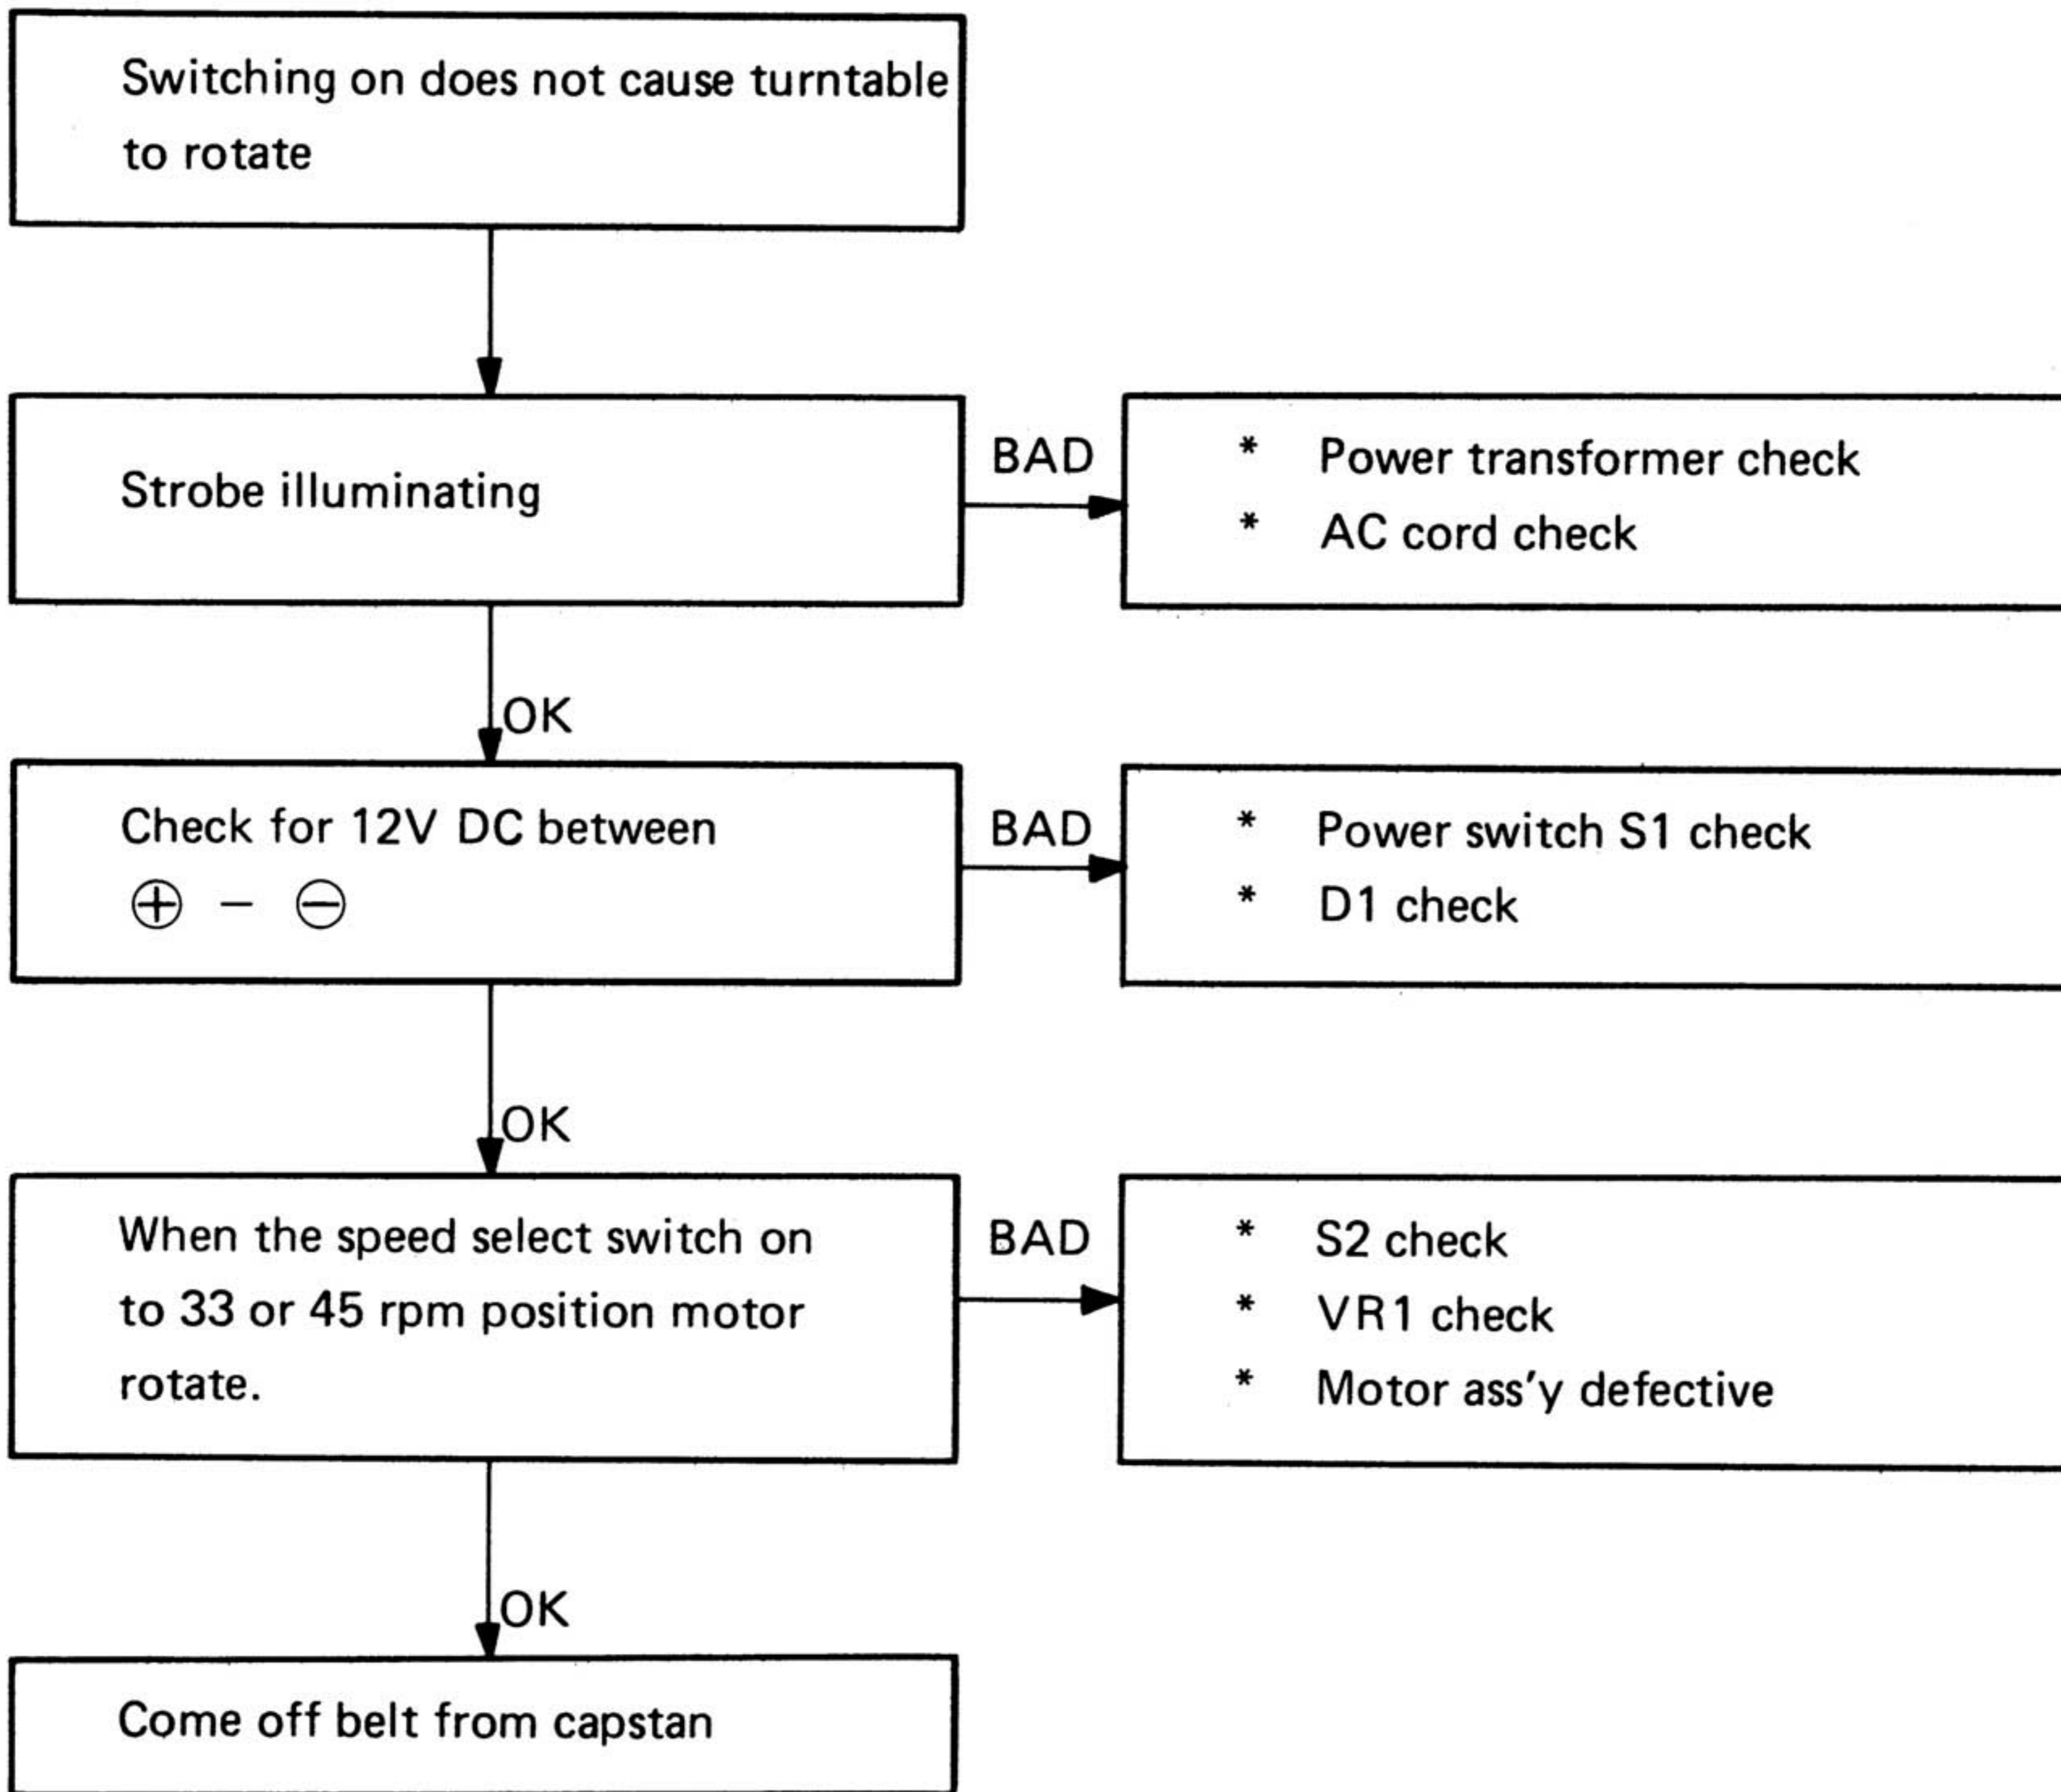 Switching on does not cause turntable
to rotate
Strobe illuminating
BAD
* Power transformer check
* AC cord check
OK
Check for 12V DC between
⊕ – ⊖
BAD
* Power switch S1 check
* D1 check
OK
When the speed select switch on
to 33 or 45 rpm position motor
rotate.
BAD
* S2 check
* VR1 check
* Motor ass'y defective
OK
Come off belt from capstan